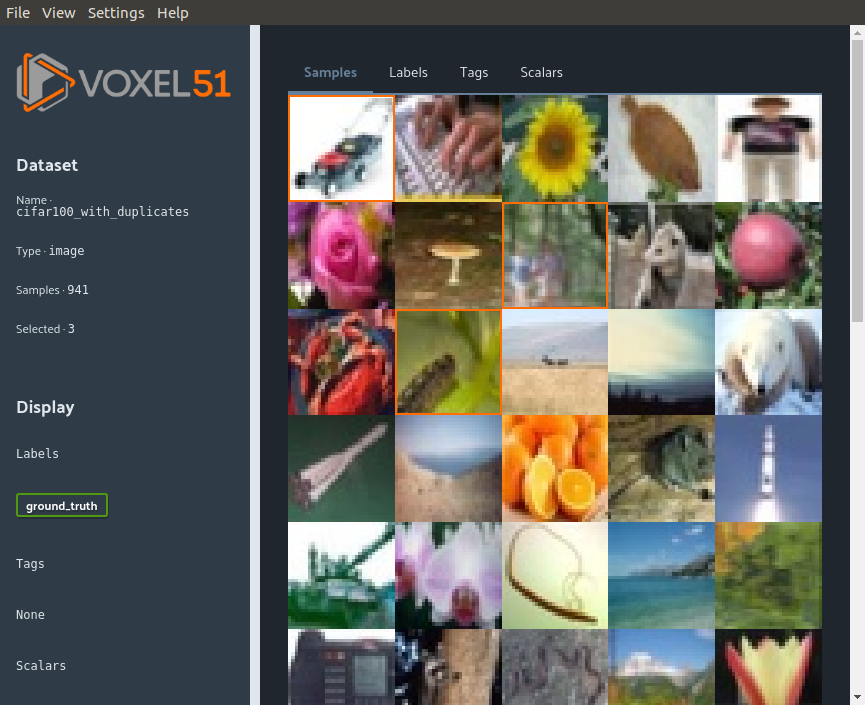 File View Settings Help
VOXEL51
Samples Labels Tags Scalars
Dataset
Name ·
cifar100_with_duplicates
Type · image
Samples · 941
Selected · 3
Display
Labels
ground_truth
Tags
None
Scalars